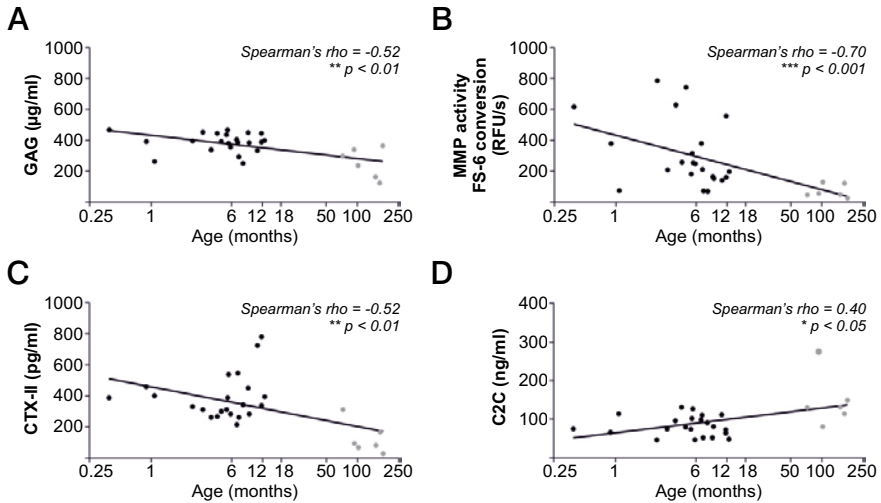 A
GAG (µg/ml)
1000
800
600
400
200
Spearman's rho = -0.52
** p < 0.01
0.25 1 6 12 18 50 100 250
Age (months)
B
MMP activity
FS-6 conversion
(RFU/s)
1000
800
600
400
200
Spearman's rho = -0.70
*** p < 0.001
0.25 1 6 12 18 50 100 250
Age (months)
C
CTX-II (pg/ml)
1000
800
600
400
200
Spearman's rho = -0.52
** p < 0.01
0.25 1 6 12 18 50 100 250
Age (months)
D
C2C (ng/ml)
400
300
200
100
Spearman's rho = 0.40
* p < 0.05
0.25 1 6 12 18 50 100 250
Age (months)